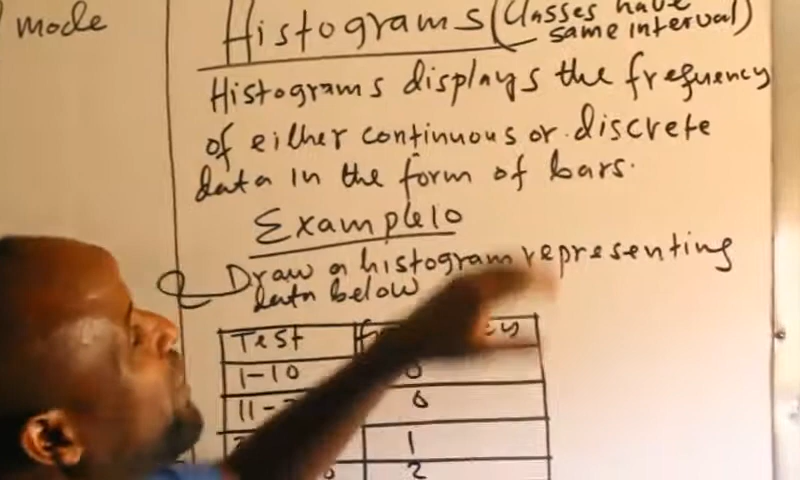 mode
Histograms (Classes have
same interval)
Histograms displays the frequency
of either continuous or discrete
data in the form of bars.
Example 10
Draw a histogram representing
data below
Test
1-10 0
11- 0
1
2